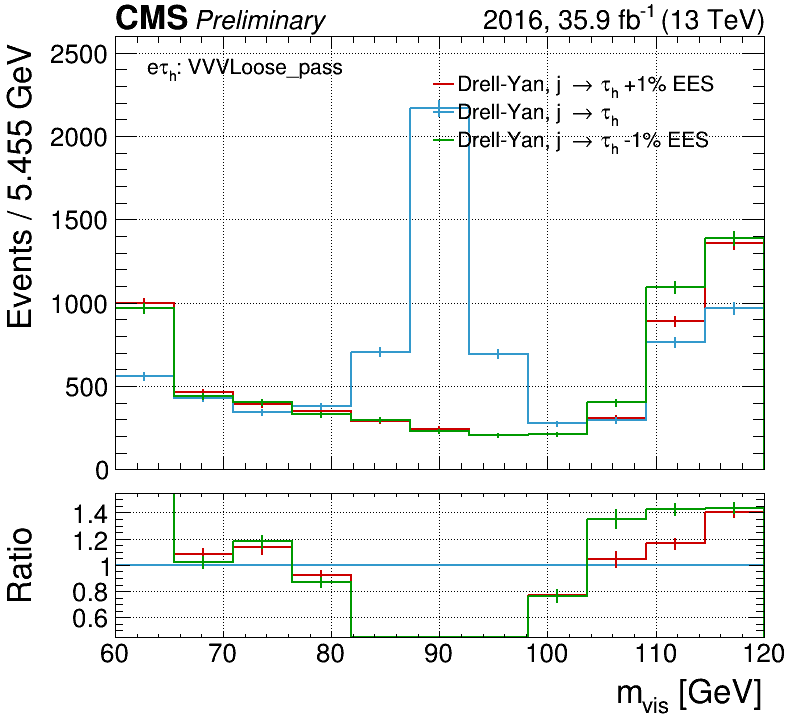 CMS Preliminary 2016, 35.9 fb⁻¹ (13 TeV)
eτₕ: VVVLoose_pass
Drell-Yan, j → τₕ +1% EES
Drell-Yan, j → τₕ
Drell-Yan, j → τₕ -1% EES
Events / 5.455 GeV
2500
2000
1500
1000
500
0
Ratio
1.4
1.2
1
0.8
0.6
60 70 80 90 100 110 120
m_vis [GeV]